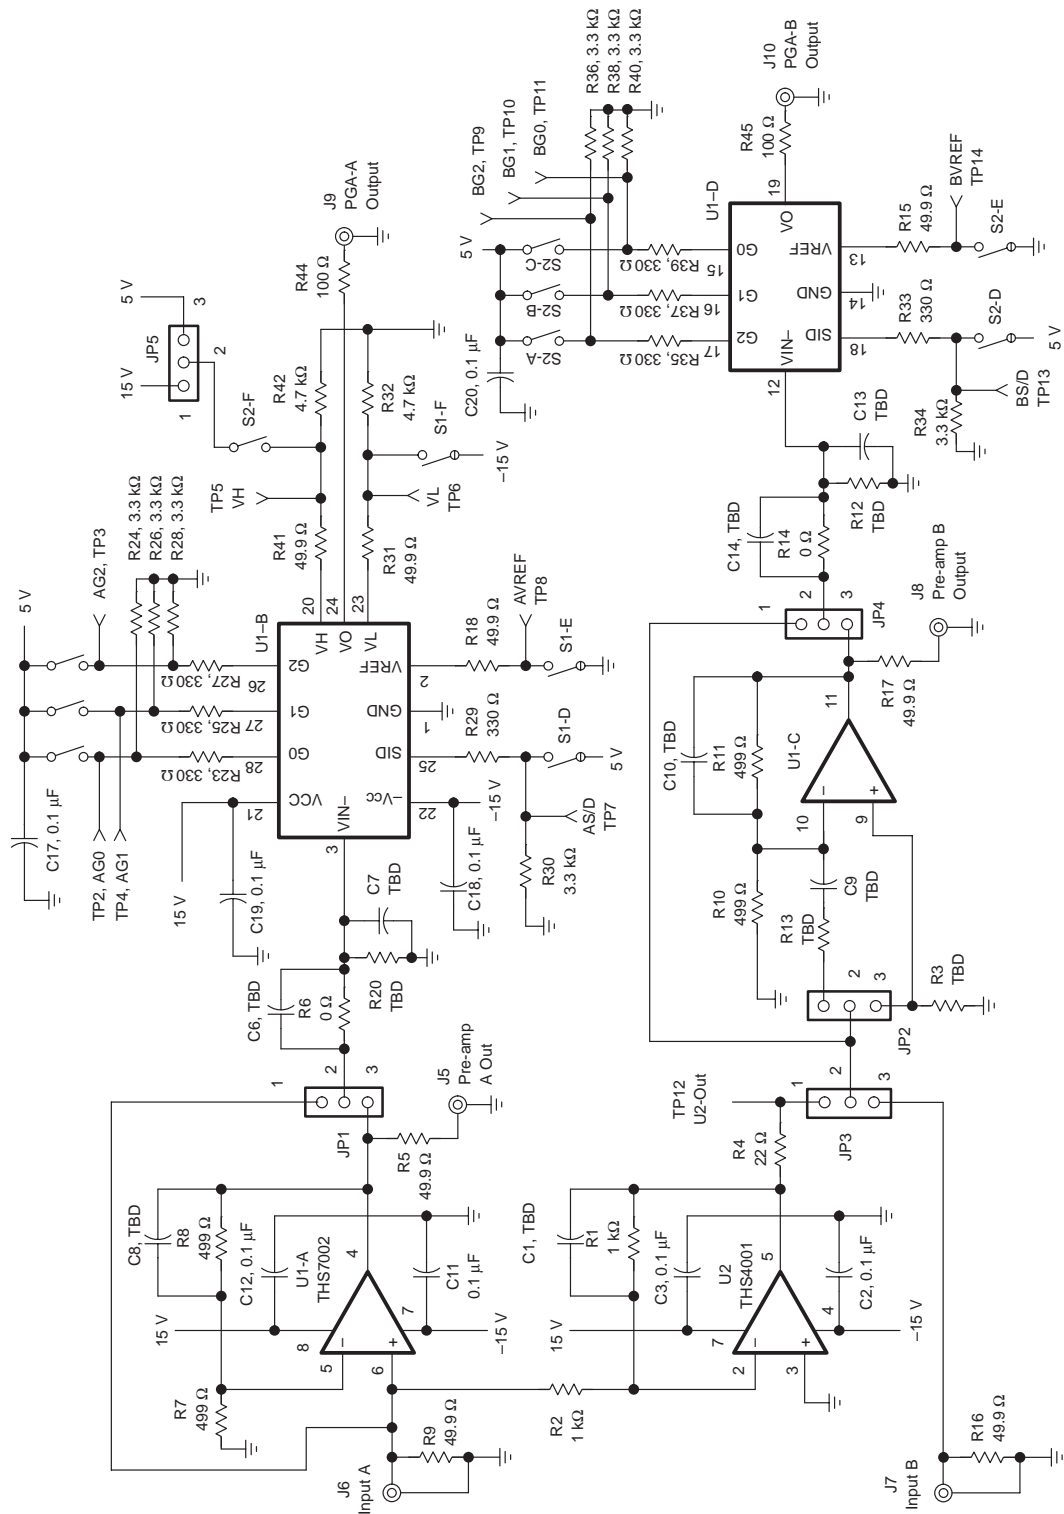 5 V
C17, 0.1 µF
TP2, AG0
TP4, AG1
AG2, TP3
R24, 3.3 kΩ
R26, 3.3 kΩ
R28, 3.3 kΩ
R23, 330 Ω
R25, 330 Ω
R27, 330 Ω
28
27
26
15 V
C19, 0.1 µF
21
VCC
G0
G1
G2
U1–B
VIN–
3
–Vcc
SID
GND
VREF
22
25
1
2
VH
VO
VL
20
24
23
C18, 0.1 µF
–15 V
R29
330 Ω
R18
49.9 Ω
AVREF
TP8
S1-E
S1-D
5 V
AS/D
TP7
R30
3.3 kΩ
R41
49.9 Ω
R31
49.9 Ω
TP5
VH
VL
TP6
S2-F
S1-F
–15 V
R42
4.7 kΩ
R32
4.7 kΩ
15 V
JP5
5 V
1
2
3
R44
100 Ω
J9
PGA-A
Output
C6, TBD
R6
0 Ω
R20
TBD
C7
TBD
1
2
3
JP1
J5
Pre-amp
A Out
R5
49.9 Ω
C8, TBD
R8
499 Ω
C12, 0.1 µF
U1-A
THS7002
4
C11
0.1 µF
15 V
8
5
6
7
–15 V
–
+
R7
499 Ω
R9
49.9 Ω
J6
Input A
R2
1 kΩ
C1, TBD
R1
1 kΩ
C3, 0.1 µF
U2
THS4001
5
C2, 0.1 µF
15 V
7
2
3
4
–15 V
–
+
R4
22 Ω
TP12
U2-Out
1
2
3
JP3
J7
Input B
R16
49.9 Ω
2
3
JP2
R3
TBD
R13
TBD
C9
TBD
R10
499 Ω
C10, TBD
R11
499 Ω
U1-C
10
9
11
–
+
R17
49.9 Ω
J8
Pre-amp B
Output
1
2
3
JP4
C14, TBD
R14
0 Ω
R12
TBD
C13
TBD
12
VIN–
G2
G1
G0
U1–D
VO
19
SID
GND
VREF
18
14
13
17
16
15
R35, 330 Ω
R37, 330 Ω
R39, 330 Ω
C20, 0.1 µF
S2-A
S2-B
S2-C
5 V
BG2, TP9
BG1, TP10
BG0, TP11
R36, 3.3 kΩ
R38, 3.3 kΩ
R40, 3.3 kΩ
R45
100 Ω
J10
PGA-B
Output
R15
49.9 Ω
BVREF
TP14
S2-E
R33
330 Ω
S2-D
5 V
BS/D
TP13
R34
3.3 kΩ